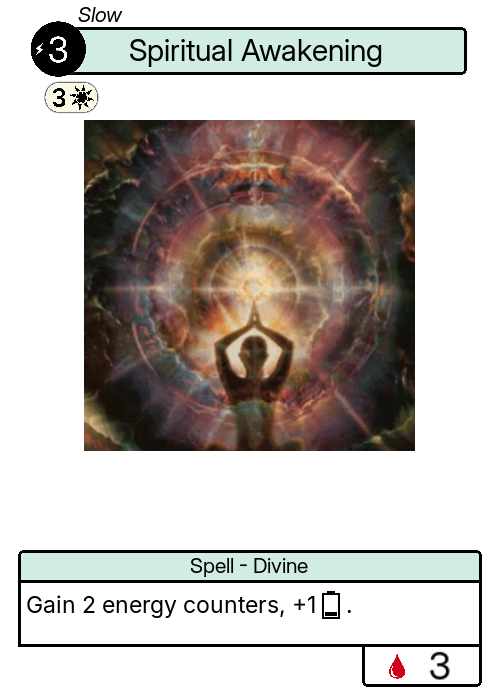 Slow
3 Spiritual Awakening
3
Spell - Divine
Gain 2 energy counters, +1 .
3